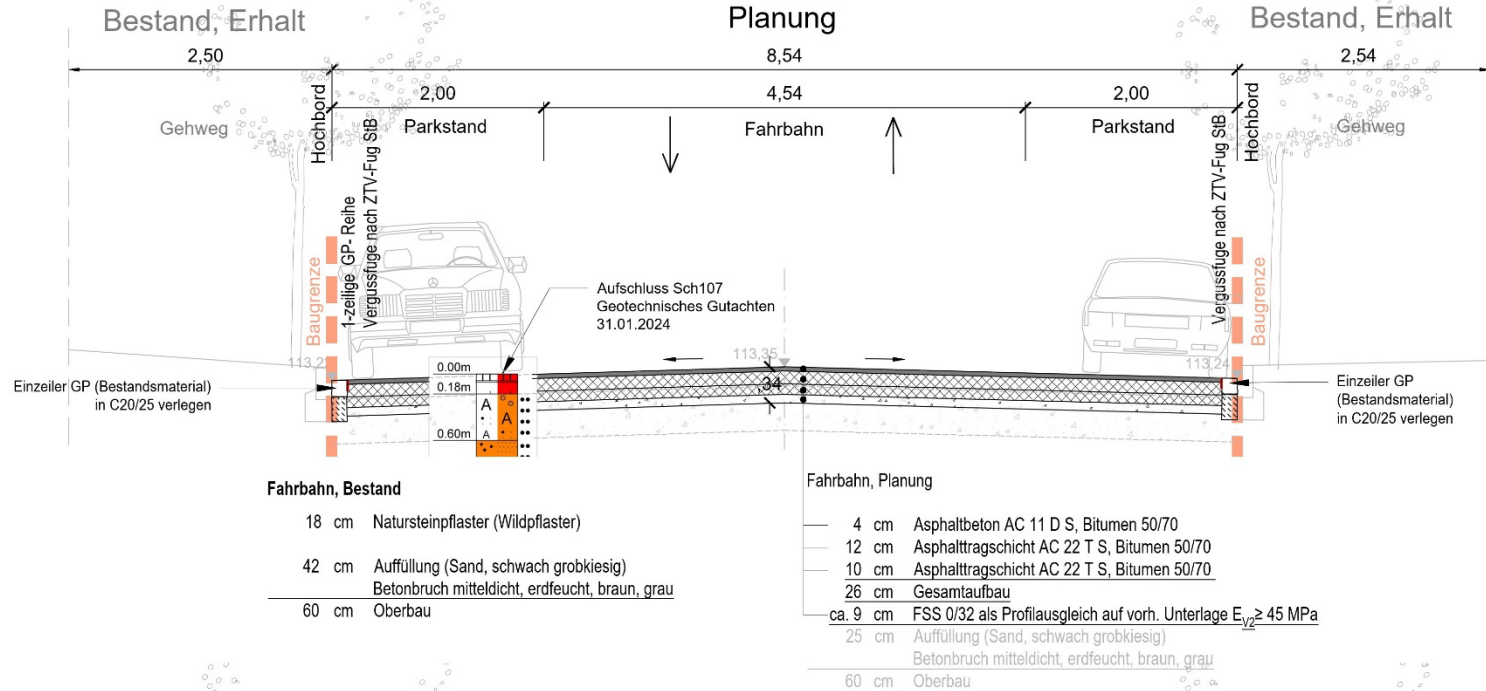 Bestand, Erhalt
Planung
Bestand, Erhalt
2,50
8,54
2,54
2,00
4,54
2,00
Gehweg
Hochbord
Parkstand
Fahrbahn
Parkstand
Hochbord
Gehweg
1-zeilige GP- Reihe
Vergussfuge nach ZTV-Fug StB
Vergussfuge nach ZTV-Fug StB
Baugrenze
Baugrenze
Aufschluss Sch107
Geotechnisches Gutachten
31.01.2024
113,35
113,24
0.00m
0.18m
0.60m
A
A
A
,34
Einzeiler GP (Bestandsmaterial)
in C20/25 verlegen
Einzeiler GP
(Bestandsmaterial)
in C20/25 verlegen
Fahrbahn, Bestand
18 cm Natursteinpflaster (Wildpflaster)
42 cm Auffüllung (Sand, schwach grobkiesig)
Betonbruch mitteldicht, erdfeucht, braun, grau
60 cm Oberbau
Fahrbahn, Planung
4 cm Asphaltbeton AC 11 D S, Bitumen 50/70
12 cm Asphalttragschicht AC 22 T S, Bitumen 50/70
10 cm Asphalttragschicht AC 22 T S, Bitumen 50/70
26 cm Gesamtaufbau
ca. 9 cm FSS 0/32 als Profilausgleich auf vorh. Unterlage EV2≥ 45 MPa
25 cm Auffüllung (Sand, schwach grobkiesig)
Betonbruch mitteldicht, erdfeucht, braun, grau
60 cm Oberbau